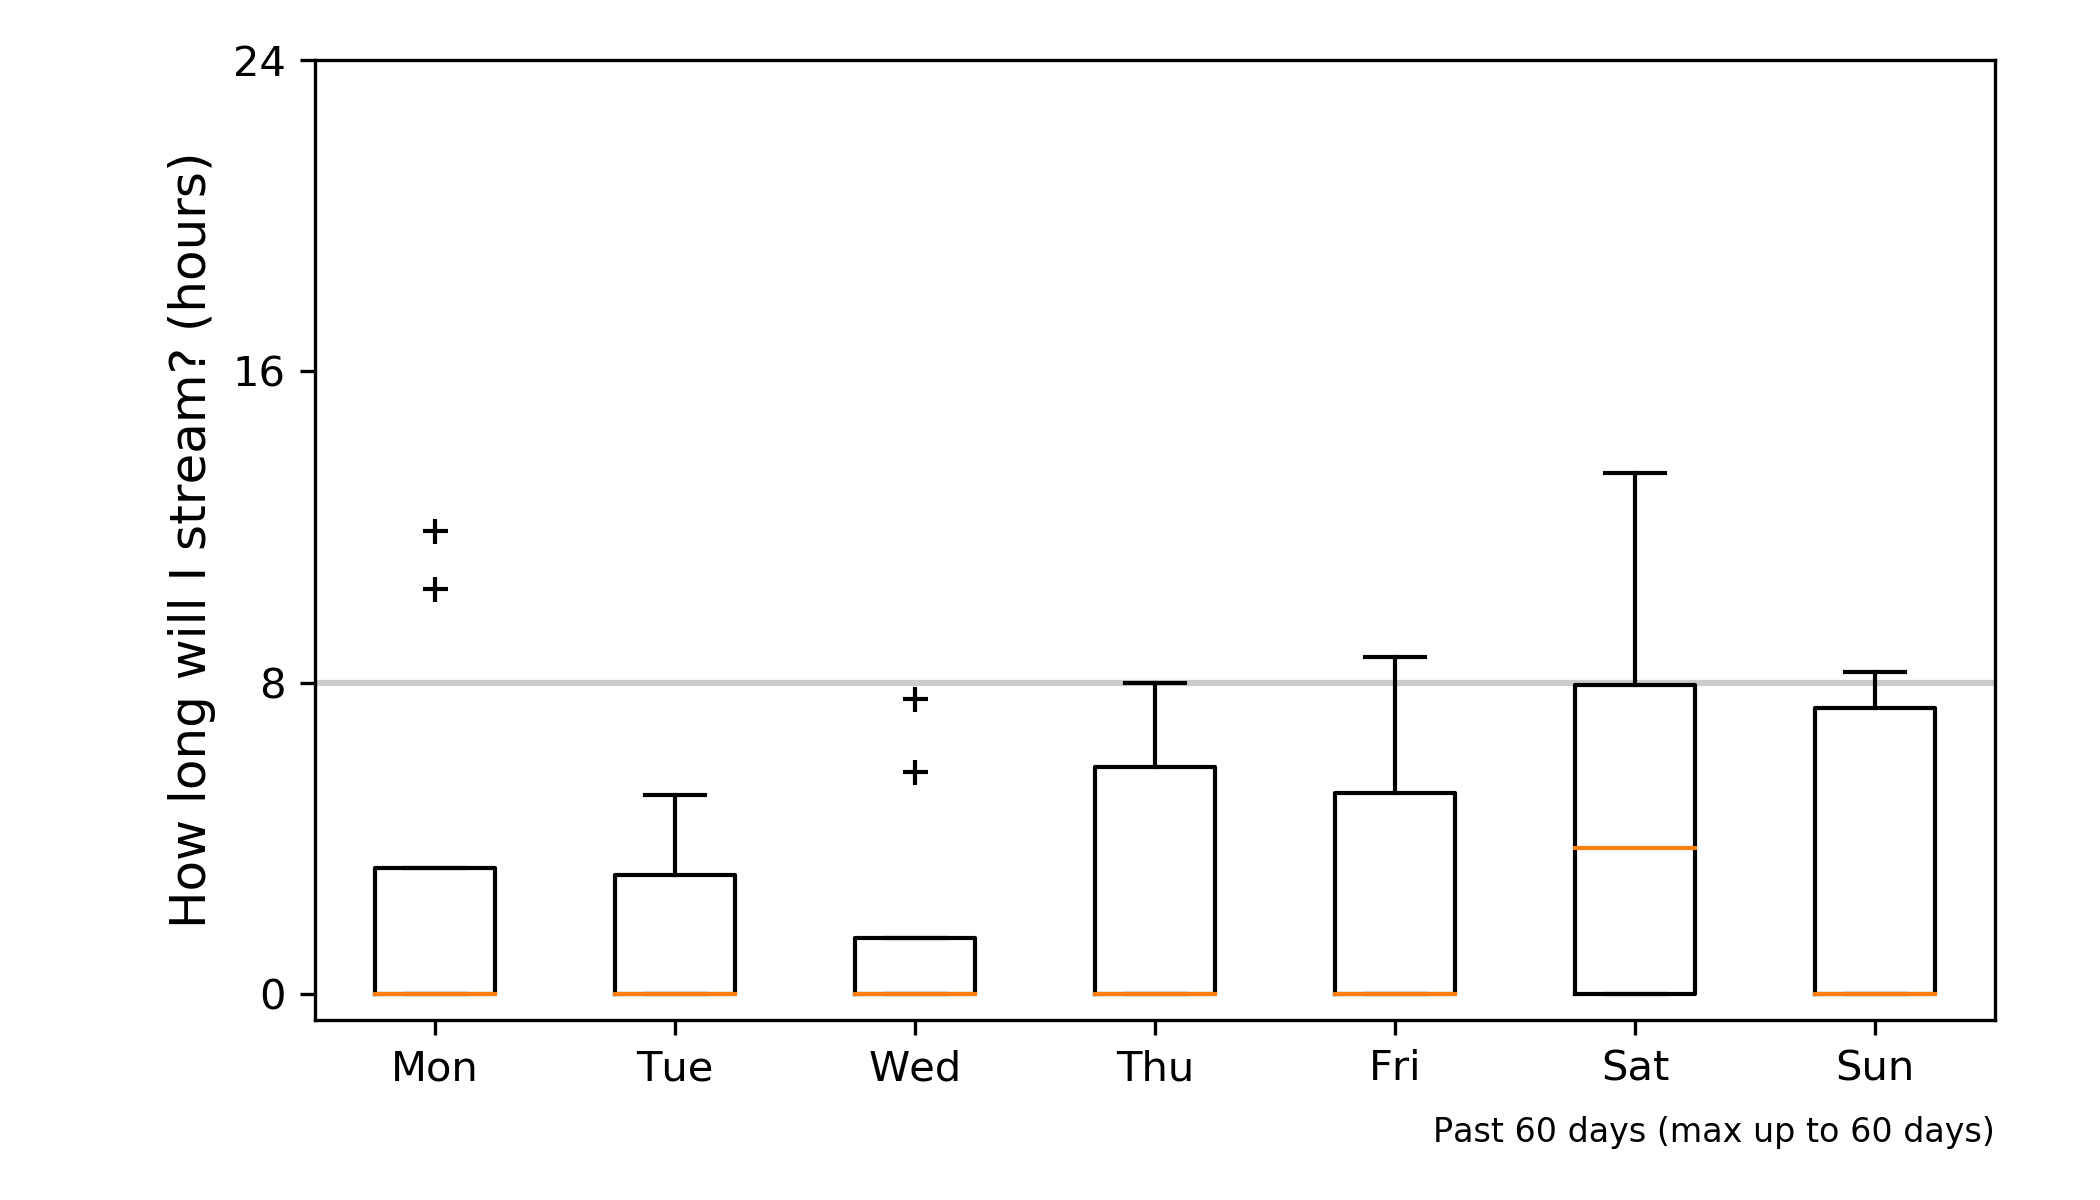 How long will I stream? (hours)
24
16
8
0
Mon Tue Wed Thu Fri Sat Sun
Past 60 days (max up to 60 days)